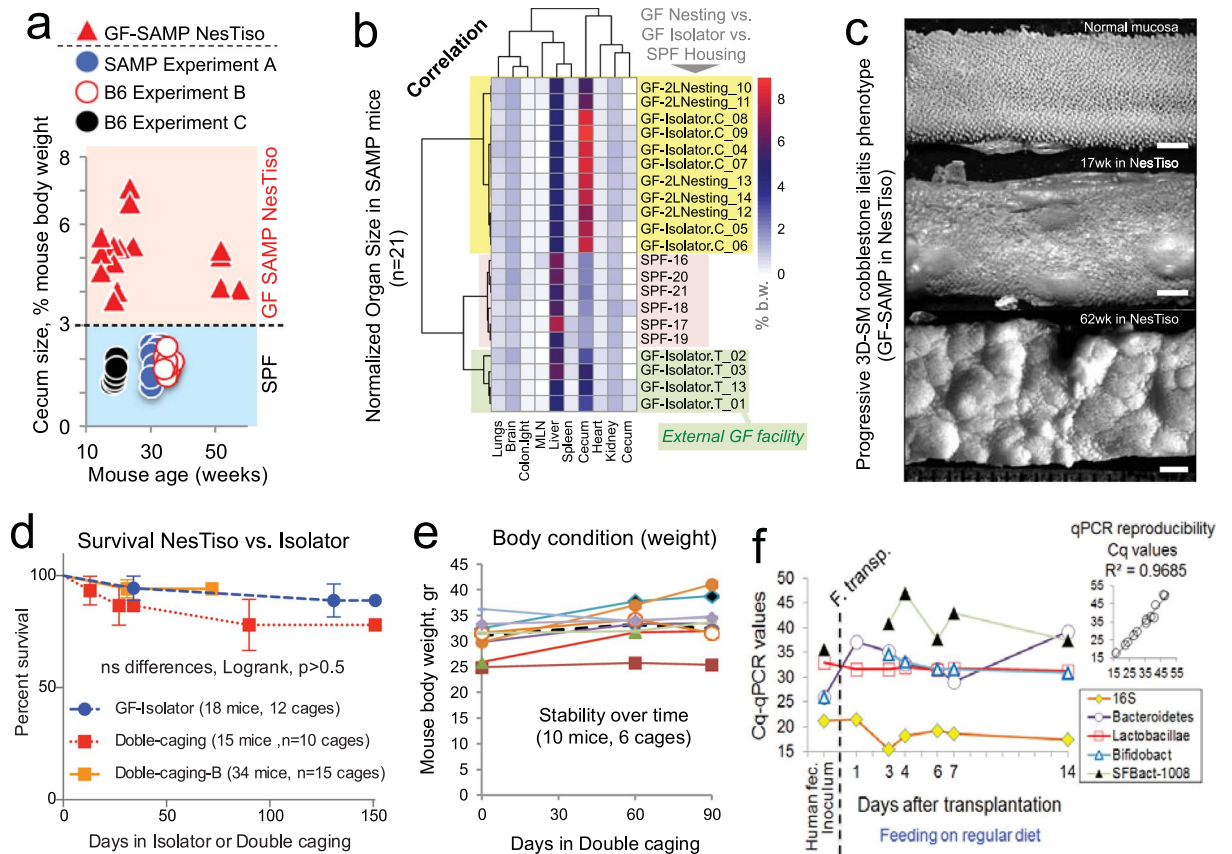 a
GF-SAMP NesTiso
SAMP Experiment A
B6 Experiment B
B6 Experiment C
Cecum size, % mouse body weight
8
6
4
3
2
0
10
30
50
Mouse age (weeks)
GF SAMP NesTiso
SPF
b
Correlation
GF Nesting vs.
GF Isolator vs.
SPF Housing
Normalized Organ Size in SAMP mice
(n=21)
GF-2LNesting_10
GF-2LNesting_11
GF-Isolator.C_08
GF-Isolator.C_09
GF-Isolator.C_04
GF-Isolator.C_07
GF-2LNesting_13
GF-2LNesting_14
GF-2LNesting_12
GF-Isolator.C_05
GF-Isolator.C_06
SPF-16
SPF-20
SPF-21
SPF-18
SPF-17
SPF-19
GF-Isolator.T_02
GF-Isolator.T_03
GF-Isolator.T_13
GF-Isolator.T_01
External GF facility
8
6
4
2
0
% b.w.
Lungs
Brain
Colon.lght
MLN
Liver
Spleen
Cecum
Heart
Kidney
Cecum
c
Progressive 3D-SM cobblestone ileitis phenotype
(GF-SAMP in NesTiso)
Normal mucosa
17wk in NesTiso
62wk in NesTiso
d
Survival NesTiso vs. Isolator
Percent survival
100
50
0
ns differences, Logrank, p>0.5
GF-Isolator (18 mice, 12 cages)
Doble-caging (15 mice ,n=10 cages)
Doble-caging-B (34 mice, n=15 cages)
0
50
100
150
Days in Isolator or Double caging
e
Body condition (weight)
Mouse body weight, gr
45
40
35
30
25
20
15
10
5
0
Stability over time
(10 mice, 6 cages)
0
30
60
90
Days in Double caging
f
F. transp.
Cq-qPCR values
50
45
40
35
30
25
20
15
Human fec.
Inoculum
1
3
4
6
7
14
Days after transplantation
Feeding on regular diet
qPCR reproducibility
Cq values
R² = 0.9685
55
45
35
25
15
15 25 35 45 55
16S
Bacteroidetes
Lactobacillae
Bifidobact
SFBact-1008